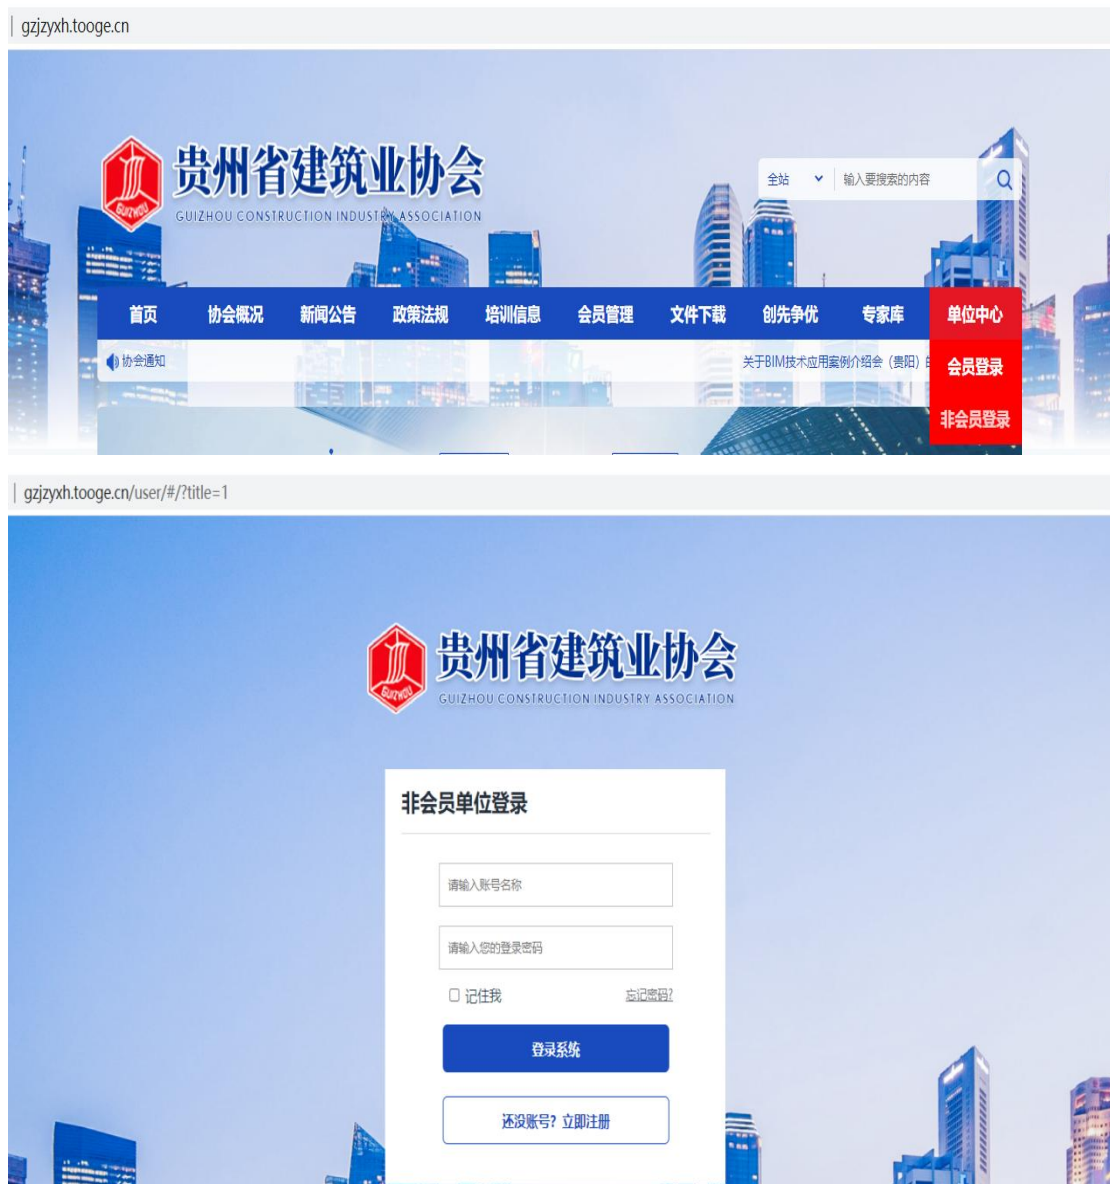 gzjzyxh.tooge.cn
贵州省建筑业协会
GUIZHOU CONSTRUCTION INDUSTRY ASSOCIATION
GUIZHOU
全站 输入要搜索的内容
首页 协会概况 新闻公告 政策法规 培训信息 会员管理 文件下载 创先争优 专家库 单位中心
协会通知 关于BIM技术应用案例介绍会（贵阳）
会员登录
非会员登录
gzjzyxh.tooge.cn/user/#/?title=1
贵州省建筑业协会
GUIZHOU CONSTRUCTION INDUSTRY ASSOCIATION
GUIZHOU
非会员单位登录
请输入账号名称
请输入您的登录密码
记住我 忘记密码?
登录系统
还没账号? 立即注册